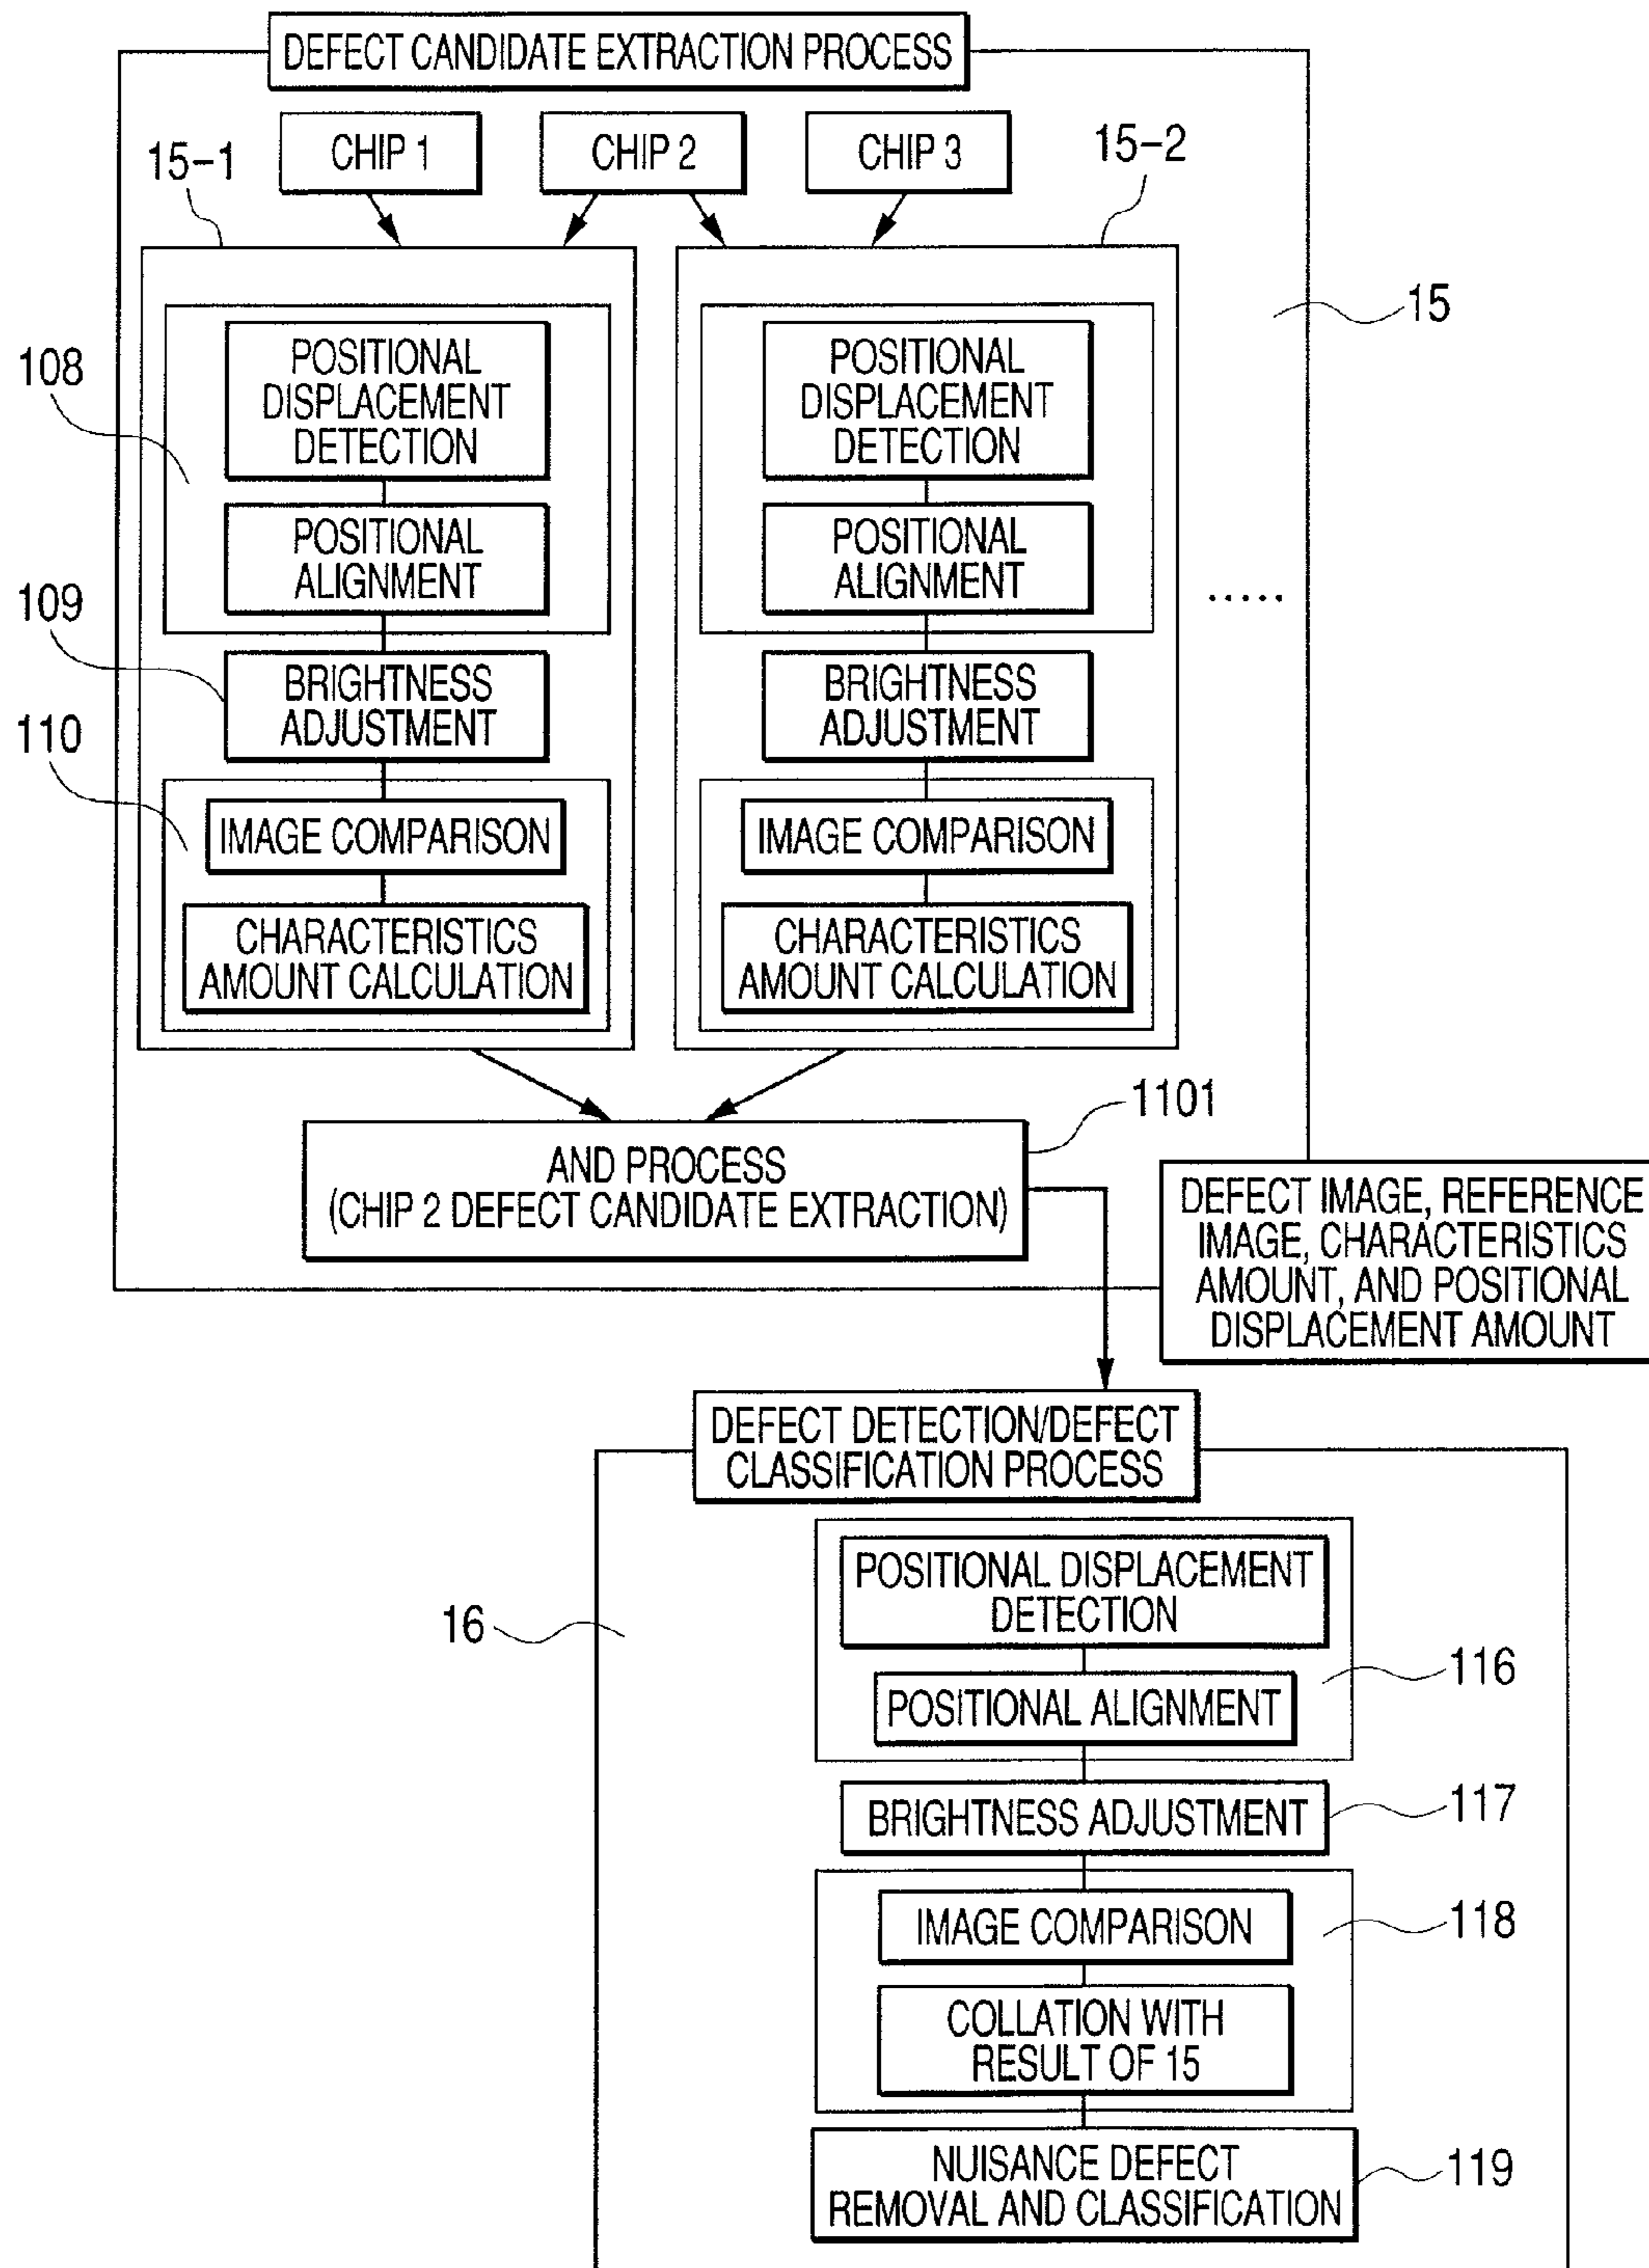 DEFECT CANDIDATE EXTRACTION PROCESS
CHIP 1
CHIP 2
CHIP 3
15-1
15-2
15
108
POSITIONAL
DISPLACEMENT
DETECTION
POSITIONAL
DISPLACEMENT
DETECTION
POSITIONAL
ALIGNMENT
POSITIONAL
ALIGNMENT
.....
109
BRIGHTNESS
ADJUSTMENT
BRIGHTNESS
ADJUSTMENT
110
IMAGE COMPARISON
IMAGE COMPARISON
CHARACTERISTICS
AMOUNT CALCULATION
CHARACTERISTICS
AMOUNT CALCULATION
1101
AND PROCESS
(CHIP 2 DEFECT CANDIDATE EXTRACTION)
DEFECT IMAGE, REFERENCE
IMAGE, CHARACTERISTICS
AMOUNT, AND POSITIONAL
DISPLACEMENT AMOUNT
DEFECT DETECTION/DEFECT
CLASSIFICATION PROCESS
16
POSITIONAL DISPLACEMENT
DETECTION
116
POSITIONAL ALIGNMENT
BRIGHTNESS ADJUSTMENT
117
IMAGE COMPARISON
118
COLLATION WITH
RESULT OF 15
NUISANCE DEFECT
REMOVAL AND CLASSIFICATION
119